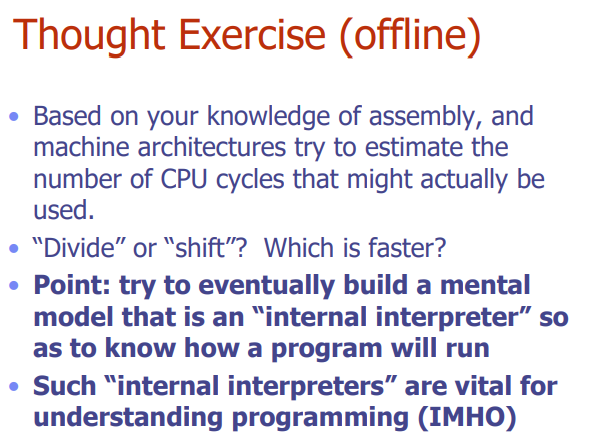 Thought Exercise (offline)
• Based on your knowledge of assembly, and
machine architectures try to estimate the
number of CPU cycles that might actually be
used.
• “Divide” or “shift”?  Which is faster?
• Point: try to eventually build a mental
model that is an “internal interpreter” so
as to know how a program will run
• Such “internal interpreters” are vital for
understanding programming (IMHO)